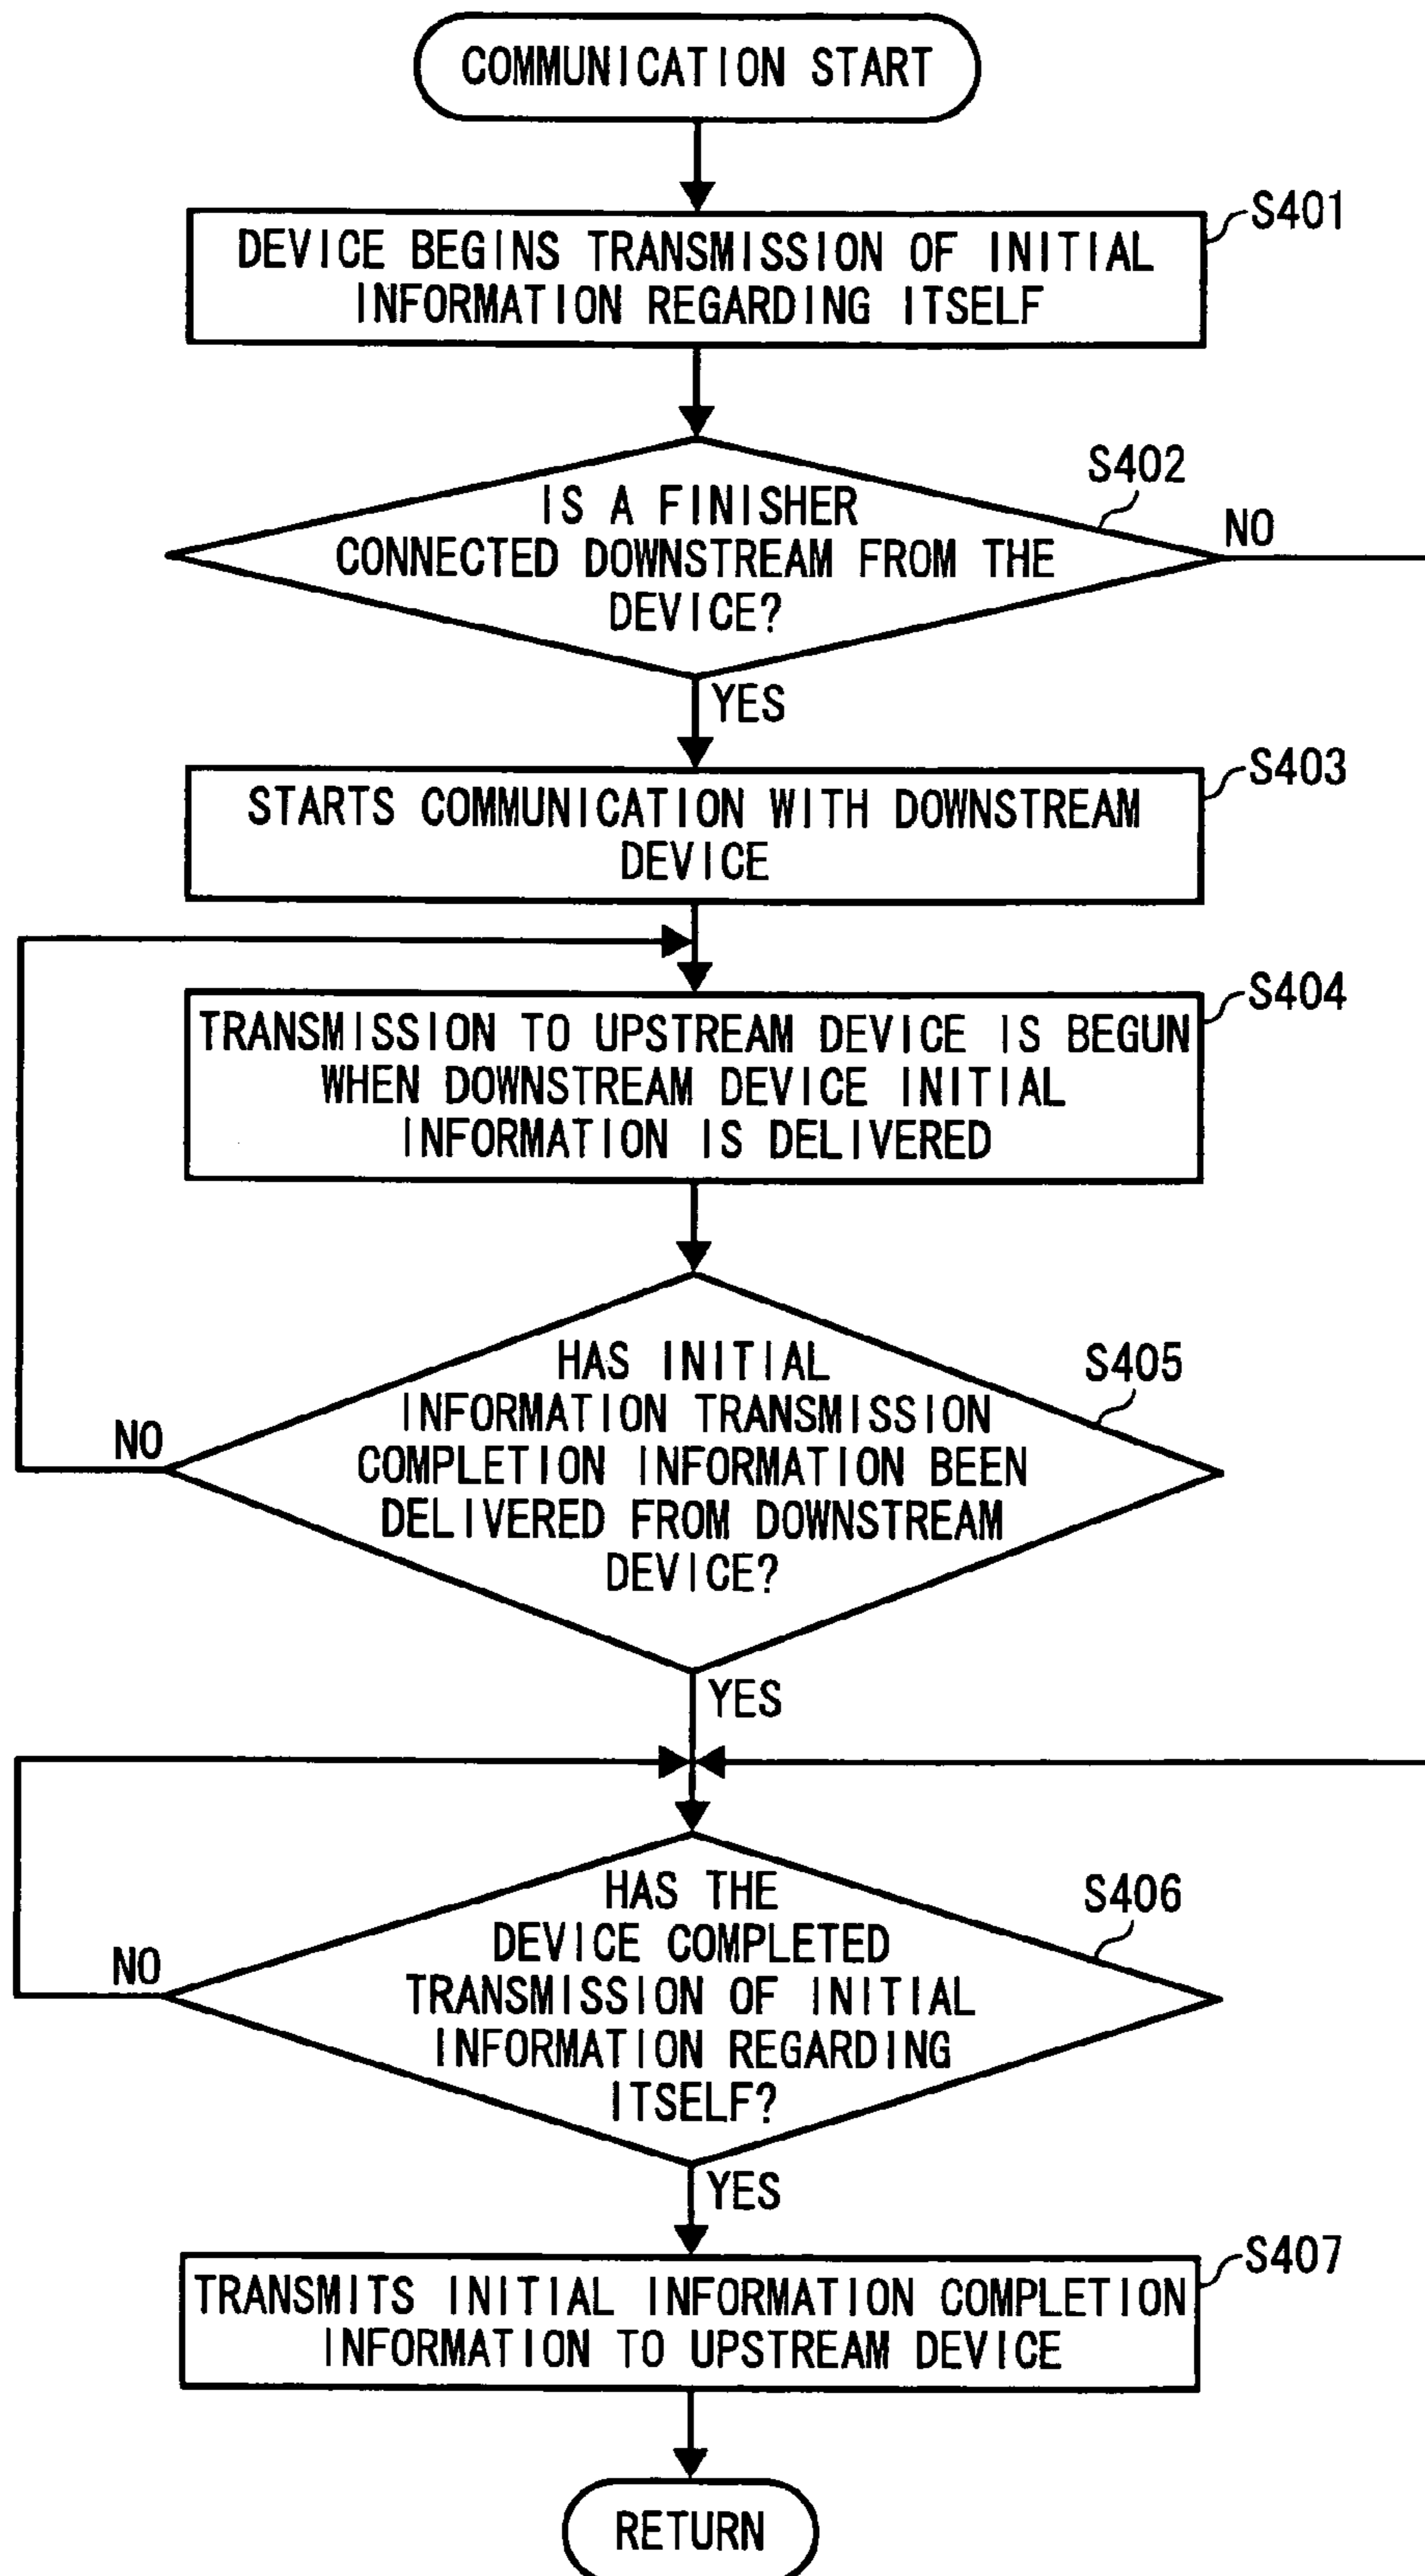 COMMUNICATION START
S401
DEVICE BEGINS TRANSMISSION OF INITIAL
INFORMATION REGARDING ITSELF
S402
IS A FINISHER
CONNECTED DOWNSTREAM FROM THE
DEVICE?
NO
YES
S403
STARTS COMMUNICATION WITH DOWNSTREAM
DEVICE
S404
TRANSMISSION TO UPSTREAM DEVICE IS BEGUN
WHEN DOWNSTREAM DEVICE INITIAL
INFORMATION IS DELIVERED
S405
HAS INITIAL
INFORMATION TRANSMISSION
COMPLETION INFORMATION BEEN
DELIVERED FROM DOWNSTREAM
DEVICE?
NO
YES
S406
HAS THE
DEVICE COMPLETED
TRANSMISSION OF INITIAL
INFORMATION REGARDING
ITSELF?
NO
YES
S407
TRANSMITS INITIAL INFORMATION COMPLETION
INFORMATION TO UPSTREAM DEVICE
RETURN